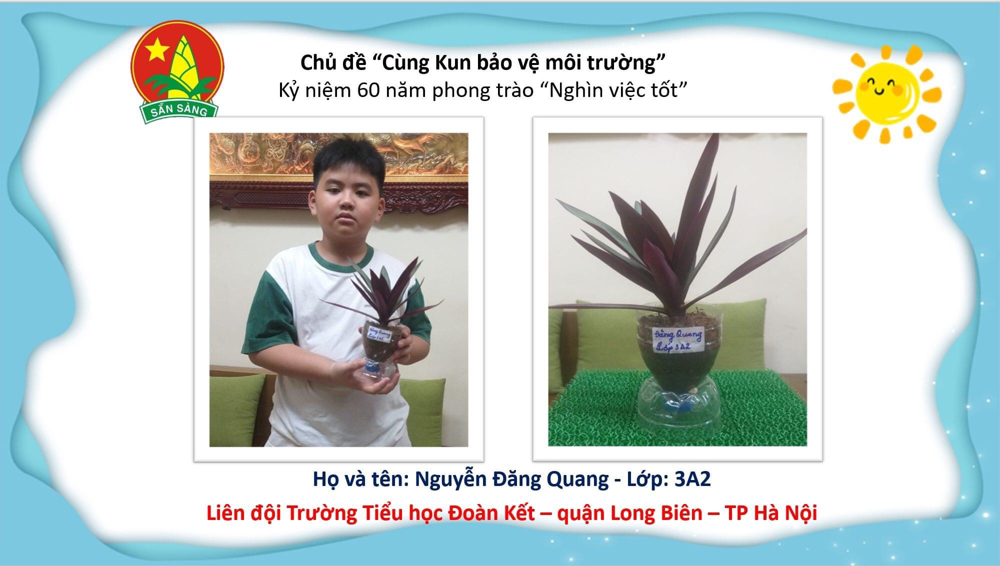 Chủ đề “Cùng Kun bảo vệ môi trường”
Kỷ niệm 60 năm phong trào “Nghìn việc tốt”
SẴN SÀNG
Đăng Quang
Lớp 3A2
Đăng Quang
Lớp 3A2
Họ và tên: Nguyễn Đăng Quang - Lớp: 3A2
Liên đội Trường Tiểu học Đoàn Kết – quận Long Biên – TP Hà Nội